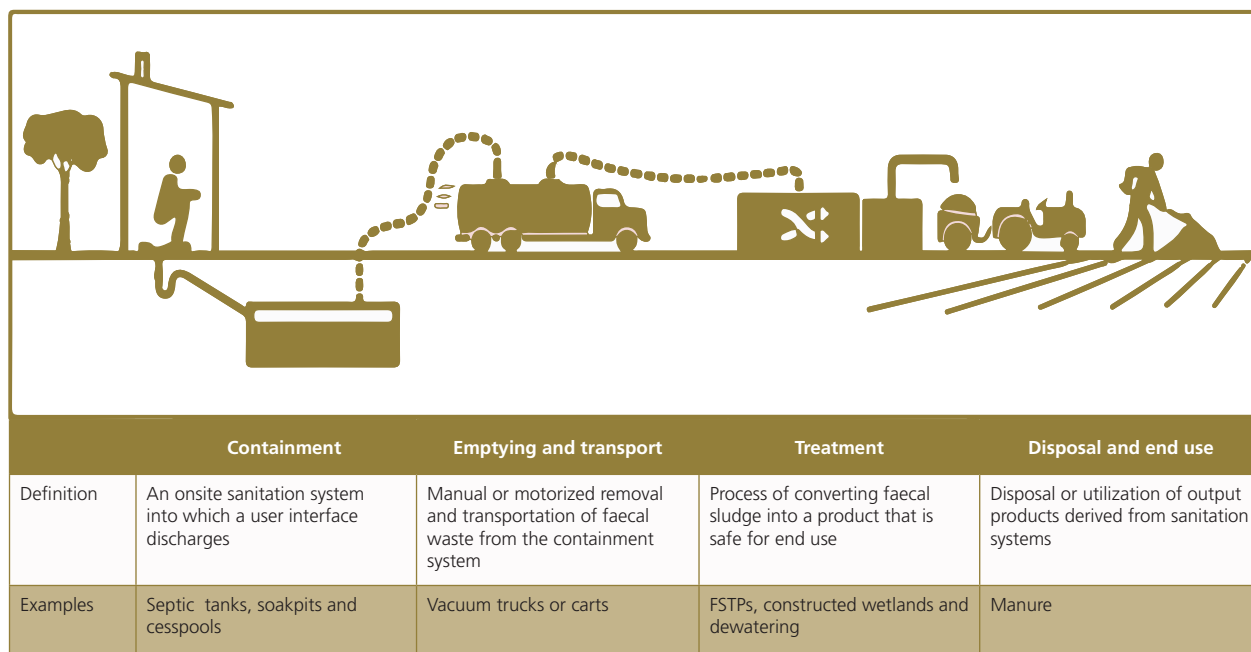 Containment Emptying and transport Treatment Disposal and end use
Definition
An onsite sanitation system
into which a user interface
discharges
Manual or motorized removal
and transportation of faecal
waste from the containment
system
Process of converting faecal
sludge into a product that is
safe for end use
Disposal or utilization of output
products derived from sanitation
systems
Examples
Septic tanks, soakpits and
cesspools
Vacuum trucks or carts
FSTPs, constructed wetlands and
dewatering
Manure